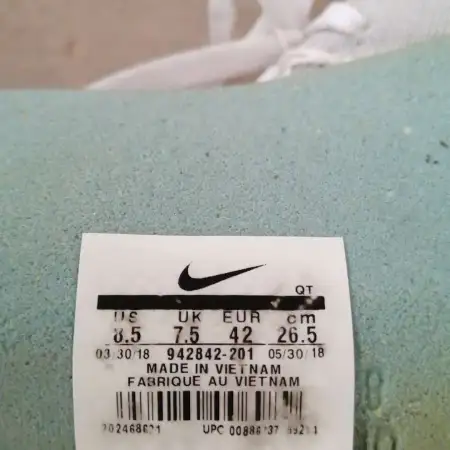 QT
US UK EUR cm
8.5 7.5 42 26.5
03/30/18 942842-201 05/30/18
MADE IN VIETNAM
FABRIQUE AU VIETNAM
UPC